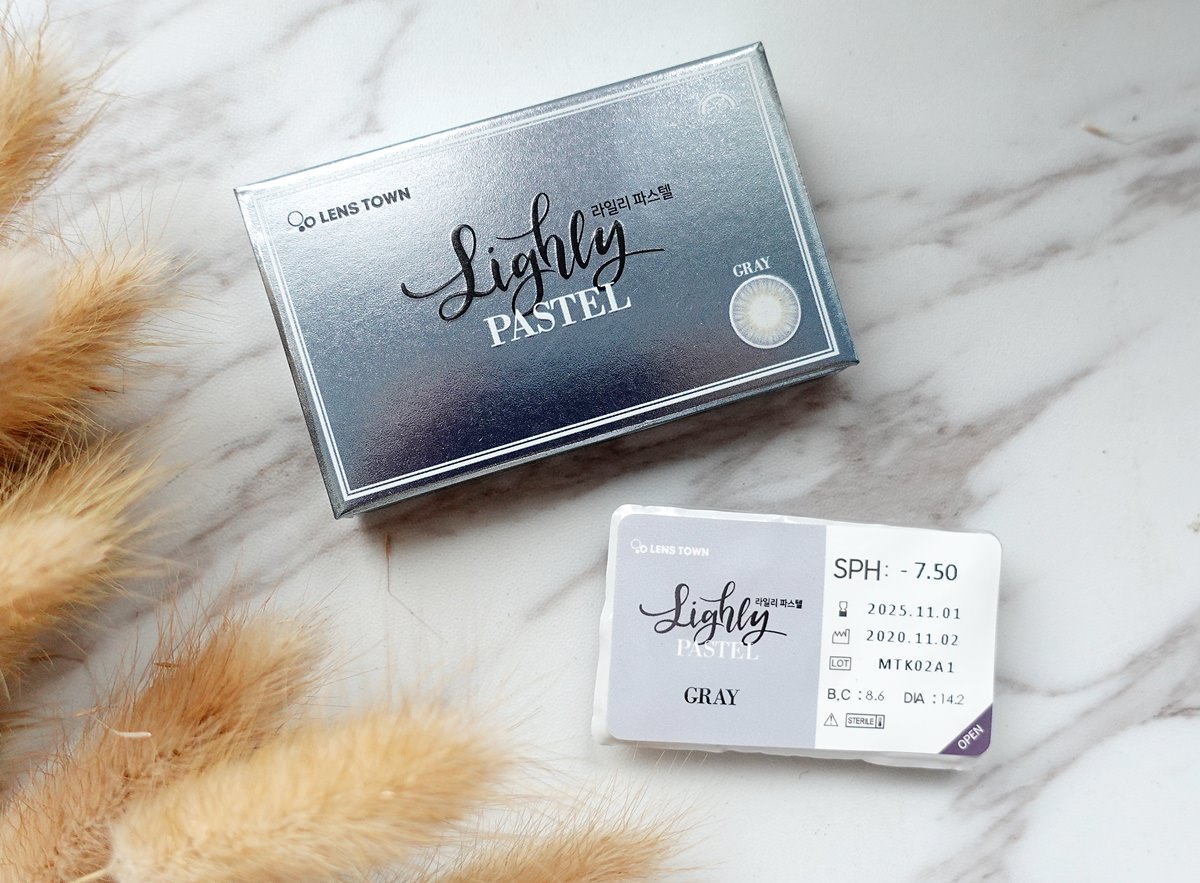 LENS TOWN
라일리 파스텔
Lighly
PASTEL
GRAY
LENS TOWN
라일리 파스텔
Lighly
PASTEL
GRAY
SPH: - 7.50
2025.11.01
2020.11.02
LOT MTK02A1
B.C : 8.6 DIA : 14.2
STERILE
OPEN